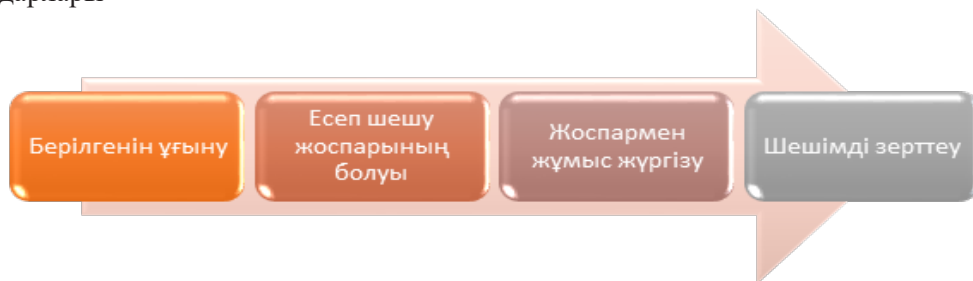 Берілгенін ұғыну
Есеп шешу
жоспарының
болуы
Жоспармен
жұмыс жүргізу
Шешімді зерттеу